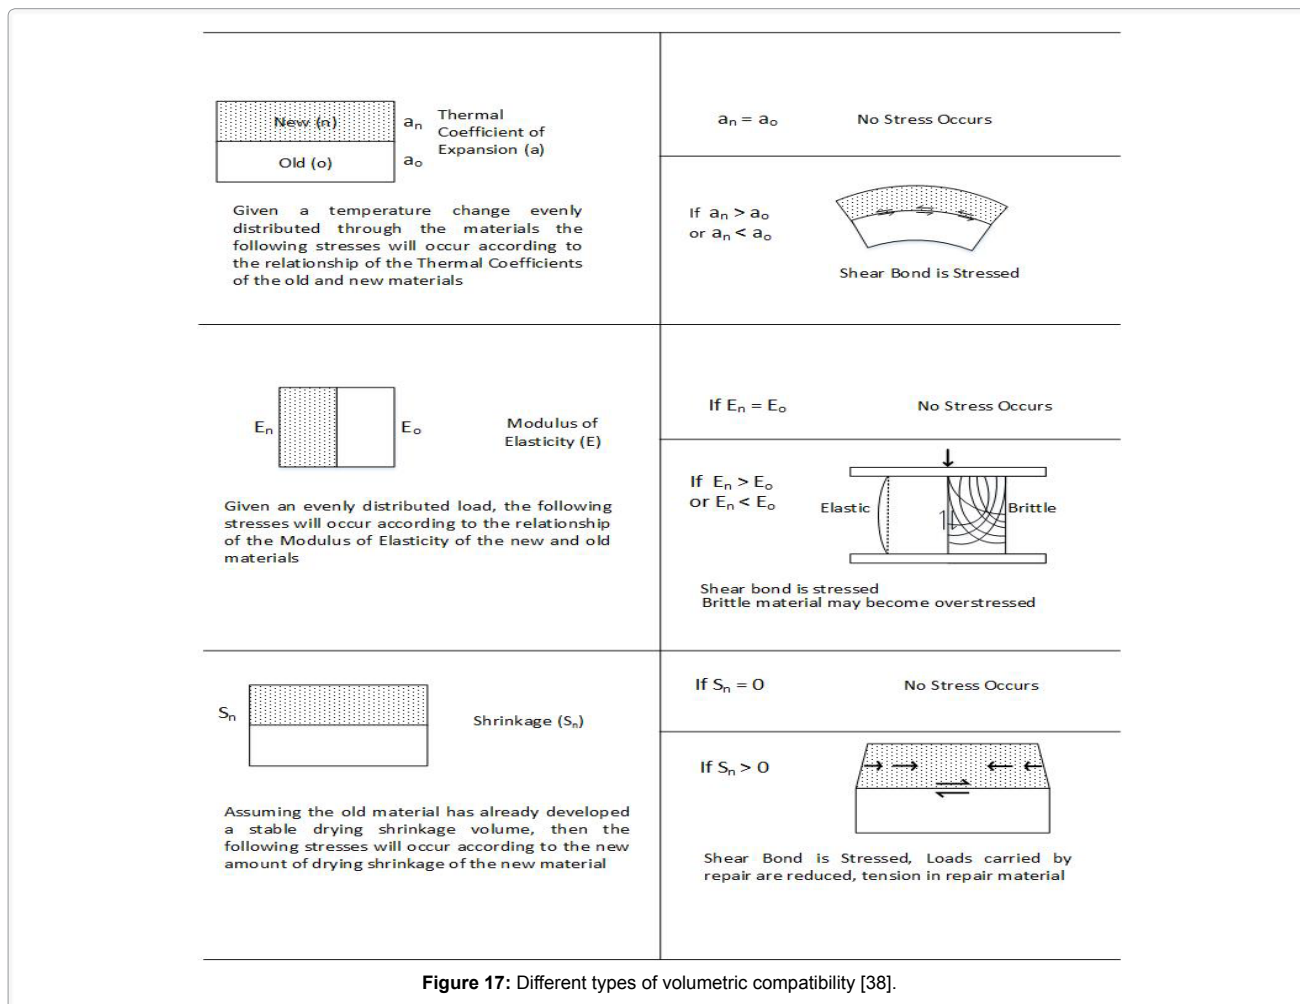 New (n)
aₙ
Old (o)
aₒ
Thermal
Coefficient of
Expansion (a)
Given a temperature change evenly
distributed through the materials the
following stresses will occur according to
the relationship of the Thermal Coefficients
of the old and new materials
aₙ = aₒ
No Stress Occurs
If aₙ > aₒ
or aₙ < aₒ
Shear Bond is Stressed
Eₙ
Eₒ
Modulus of
Elasticity (E)
Given an evenly distributed load, the following
stresses will occur according to the relationship
of the Modulus of Elasticity of the new and old
materials
If Eₙ = Eₒ
No Stress Occurs
If Eₙ > Eₒ
or Eₙ < Eₒ
Elastic
Brittle
Shear bond is stressed
Brittle material may become overstressed
Sₙ
Shrinkage (Sₙ)
Assuming the old material has already developed
a stable drying shrinkage volume, then the
following stresses will occur according to the new
amount of drying shrinkage of the new material
If Sₙ = 0
No Stress Occurs
If Sₙ > 0
Shear Bond is Stressed, Loads carried by
repair are reduced, tension in repair material
Figure 17: Different types of volumetric compatibility [38].